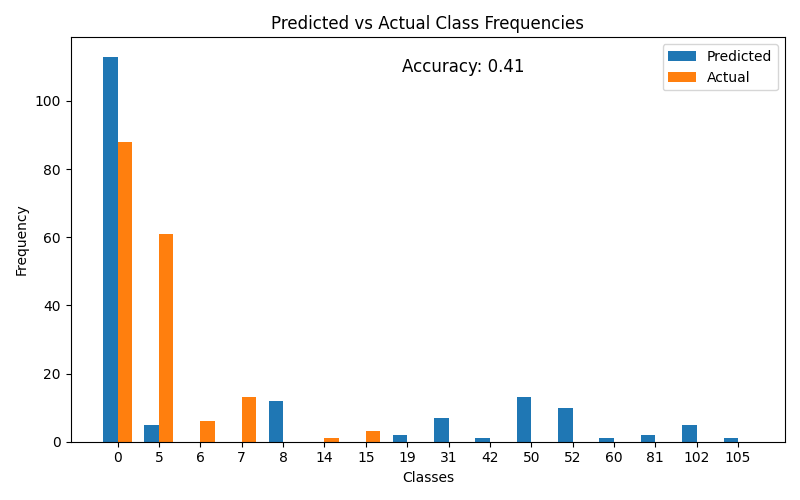 Predicted vs Actual Class Frequencies
Accuracy: 0.41
Predicted
Actual
Frequency
100
80
60
40
20
0
0 5 6 7 8 14 15 19 31 42 50 52 60 81 102 105
Classes